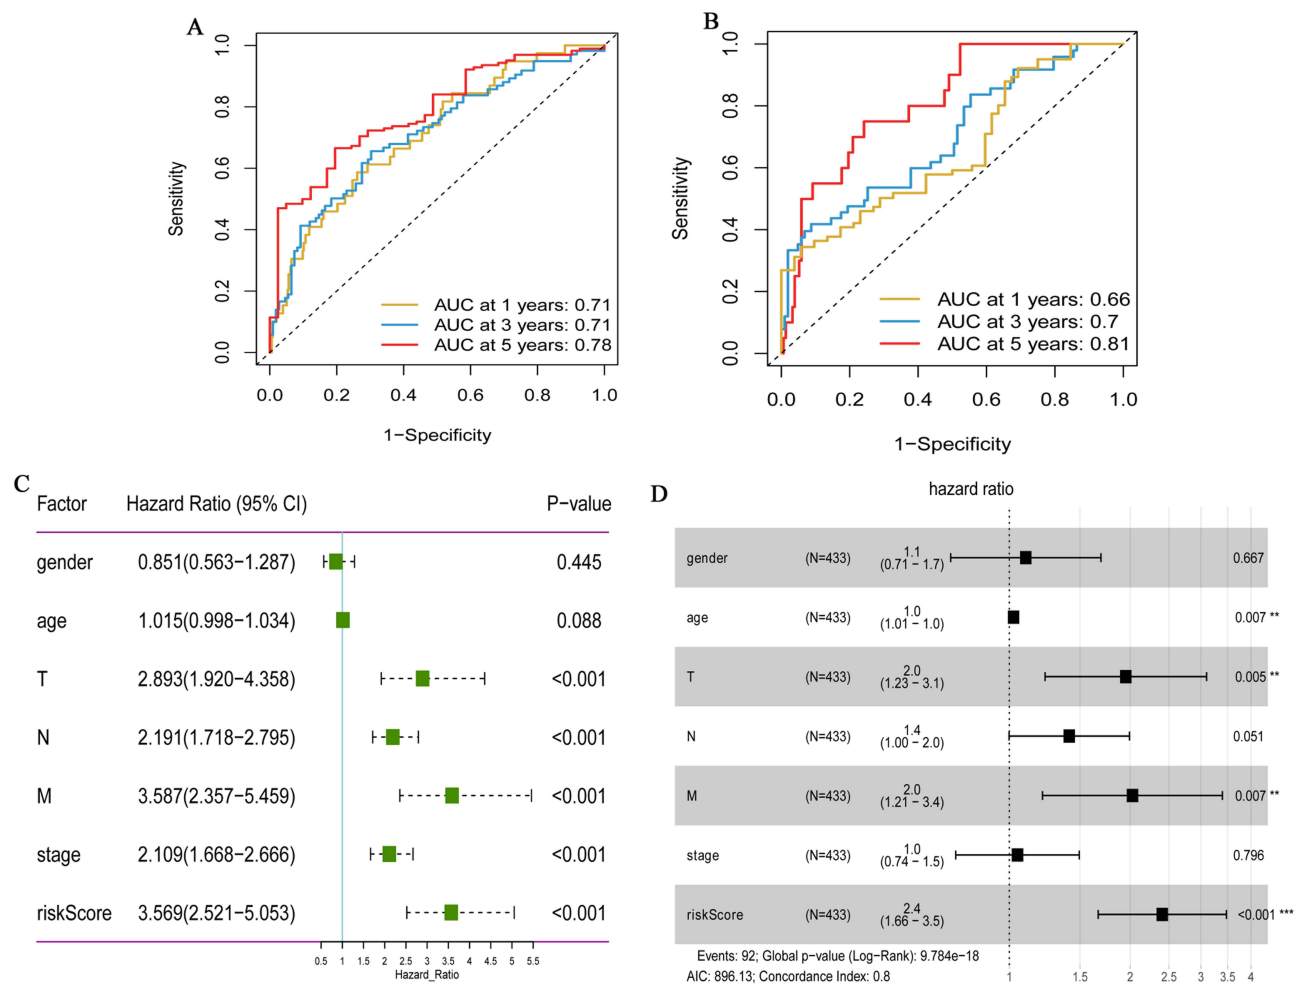 A
Sensitivity
0.0 0.2 0.4 0.6 0.8 1.0
AUC at 1 years: 0.71
AUC at 3 years: 0.71
AUC at 5 years: 0.78
0.0 0.2 0.4 0.6 0.8 1.0
1−Specificity
B
Sensitivity
0.0 0.2 0.4 0.6 0.8 1.0
AUC at 1 years: 0.66
AUC at 3 years: 0.7
AUC at 5 years: 0.81
0.0 0.2 0.4 0.6 0.8 1.0
1−Specificity
C
Factor Hazard Ratio (95% CI) P−value
gender 0.851(0.563−1.287) 0.445
age 1.015(0.998−1.034) 0.088
T 2.893(1.920−4.358) <0.001
N 2.191(1.718−2.795) <0.001
M 3.587(2.357−5.459) <0.001
stage 2.109(1.668−2.666) <0.001
riskScore 3.569(2.521−5.053) <0.001
0.5 1 1.5 2 2.5 3 3.5 4 4.5 5 5.5
Hazard_Ratio
D
hazard ratio
gender (N=433) 1.1 (0.71 − 1.7) 0.667
age (N=433) 1.0 (1.01 − 1.0) 0.007 **
T (N=433) 2.0 (1.23 − 3.1) 0.005 **
N (N=433) 1.4 (1.00 − 2.0) 0.051
M (N=433) 2.0 (1.21 − 3.4) 0.007 **
stage (N=433) 1.0 (0.74 − 1.5) 0.796
riskScore (N=433) 2.4 (1.66 − 3.5) <0.001 ***
Events: 92; Global p−value (Log−Rank): 9.784e−18
AIC: 896.13; Concordance Index: 0.8
1 1.5 2 2.5 3 3.5 4